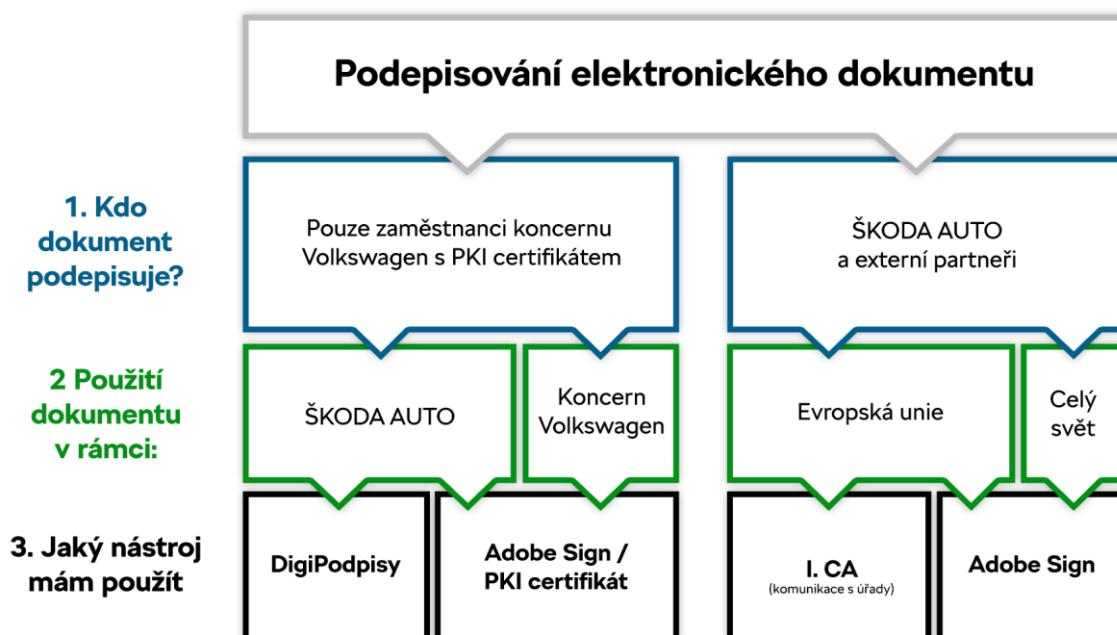 Podepisování elektronického dokumentu
1. Kdo
dokument
podepisuje?
Pouze zaměstnanci koncernu
Volkswagen s PKI certifikátem
ŠKODA AUTO
a externí partneři
2 Použití
dokumentu
v rámci:
ŠKODA AUTO
Koncern
Volkswagen
Evropská unie
Celý
svět
3. Jaký nástroj
mám použít
DigiPodpisy
Adobe Sign /
PKI certifikát
I. CA
(komunikace s úřady)
Adobe Sign